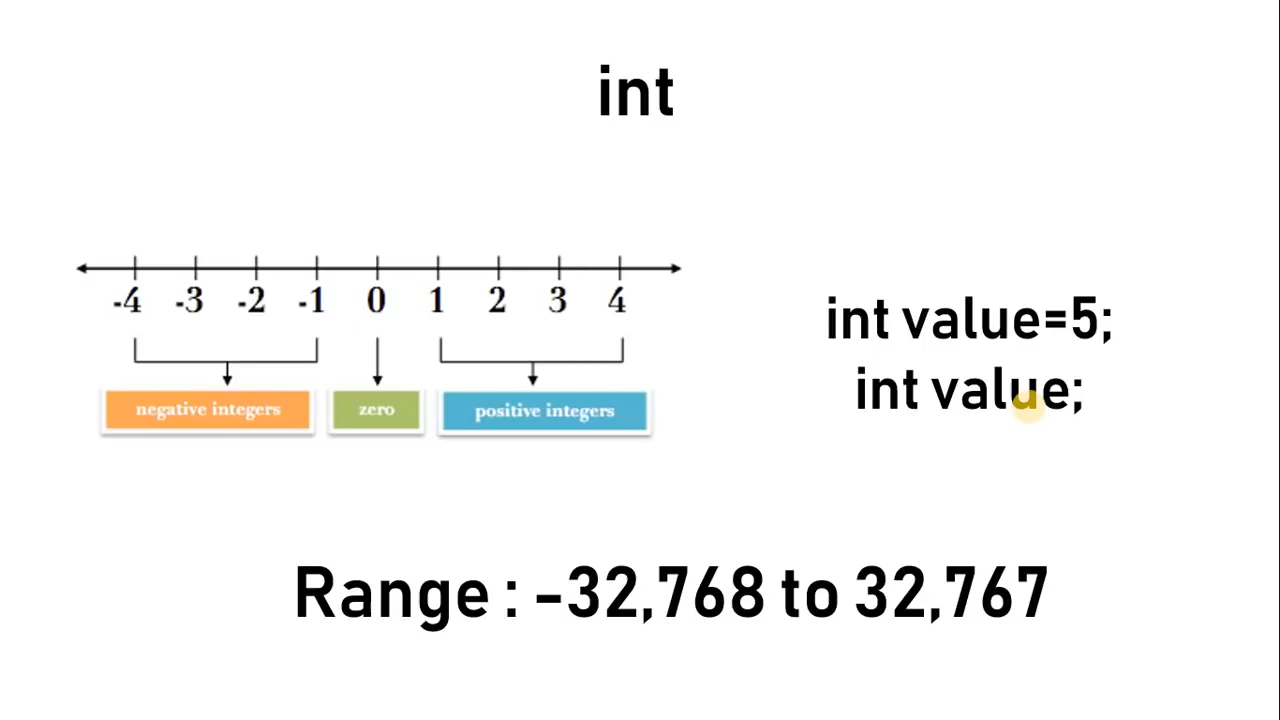 int
-4 -3 -2 -1 0 1 2 3 4
negative integers zero positive integers
int value=5;
int value;
Range : -32,768 to 32,767